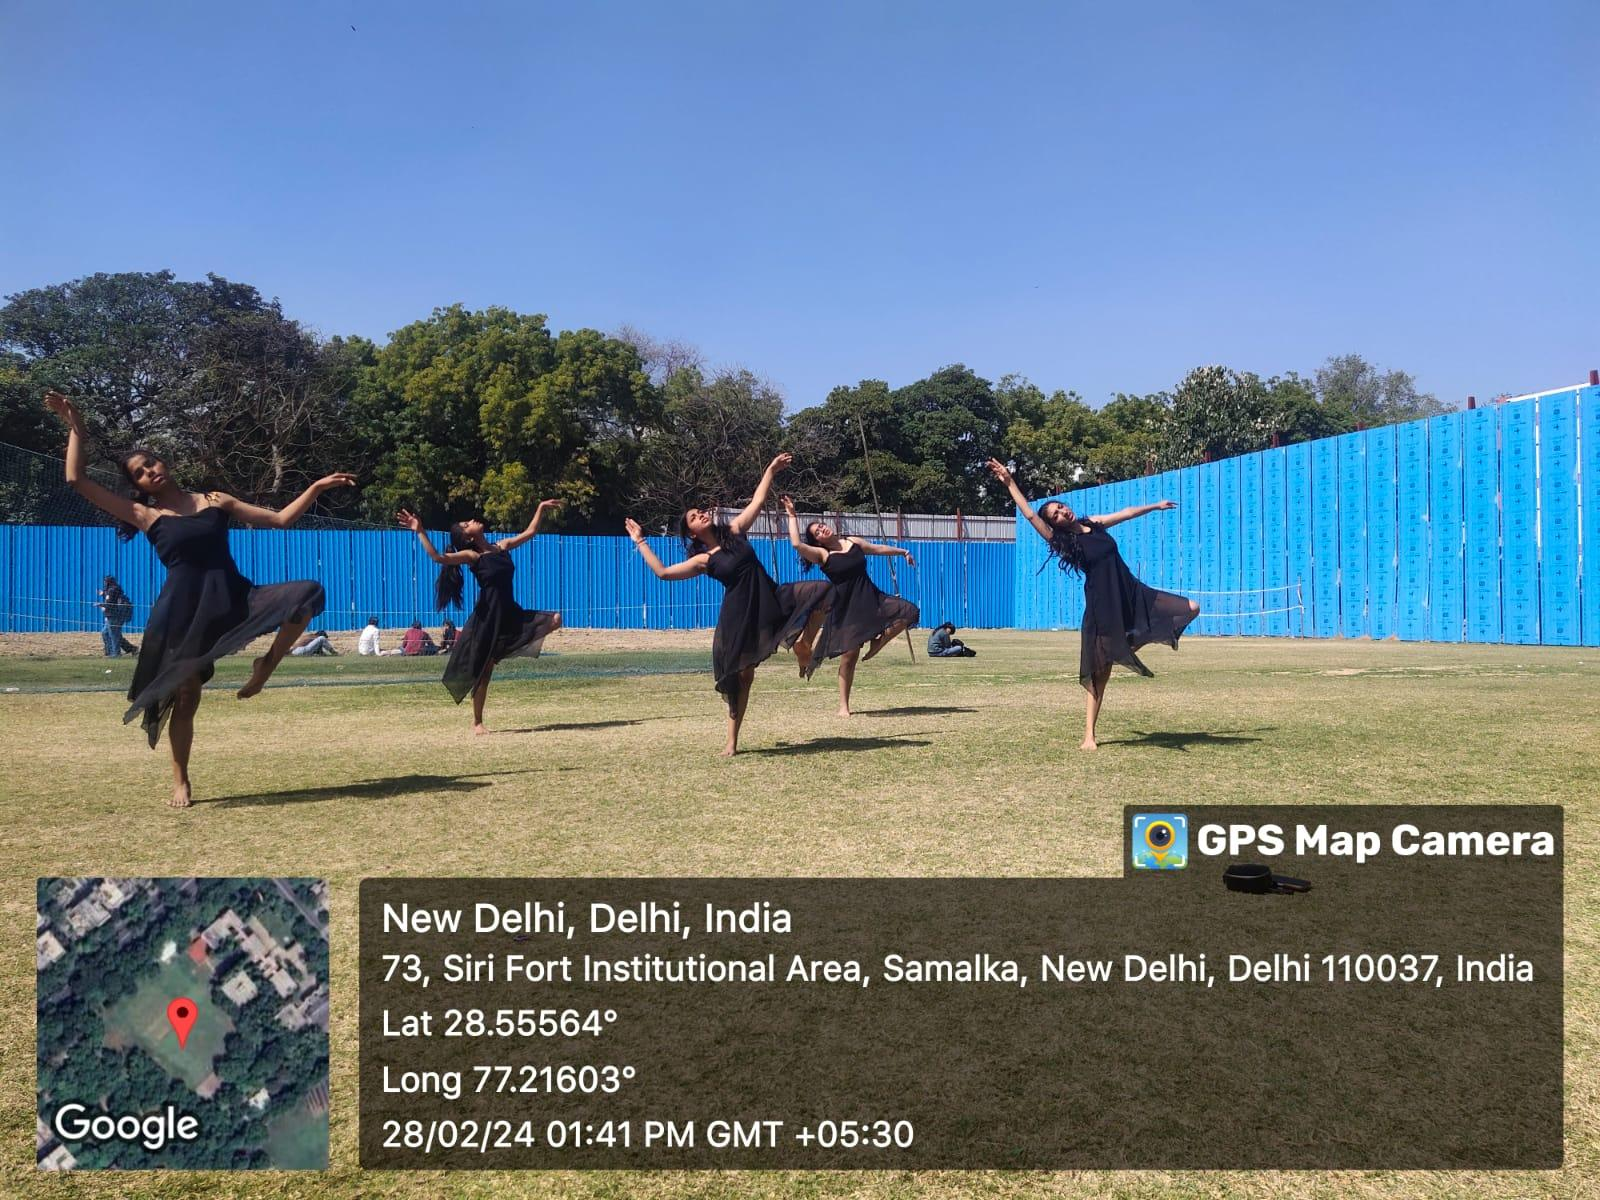 GPS Map Camera
New Delhi, Delhi, India
73, Siri Fort Institutional Area, Samalka, New Delhi, Delhi 110037, India
Lat 28.55564°
Long 77.21603°
28/02/24 01:41 PM GMT +05:30
Google